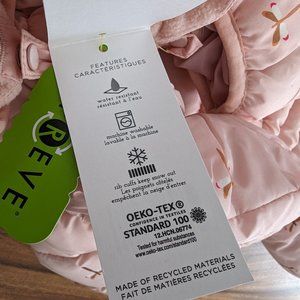 FEATURES
CARACTÉRISTIQUES
water resistant
résistant à l'eau
machine washable
lavable à la machine
rib cuffs keep snow out
Les poignets côtelés
empêchent la neige d'entrer
OEKO-TEX®
CONFIDENCE IN TEXTILES
STANDARD 100
12.HCN.06774
Tested for harmful substances
www.oeko-tex.com/standard100
MADE OF RECYCLED MATERIALS
FAIT DE MATIÈRES RECYCLÉES
REVE